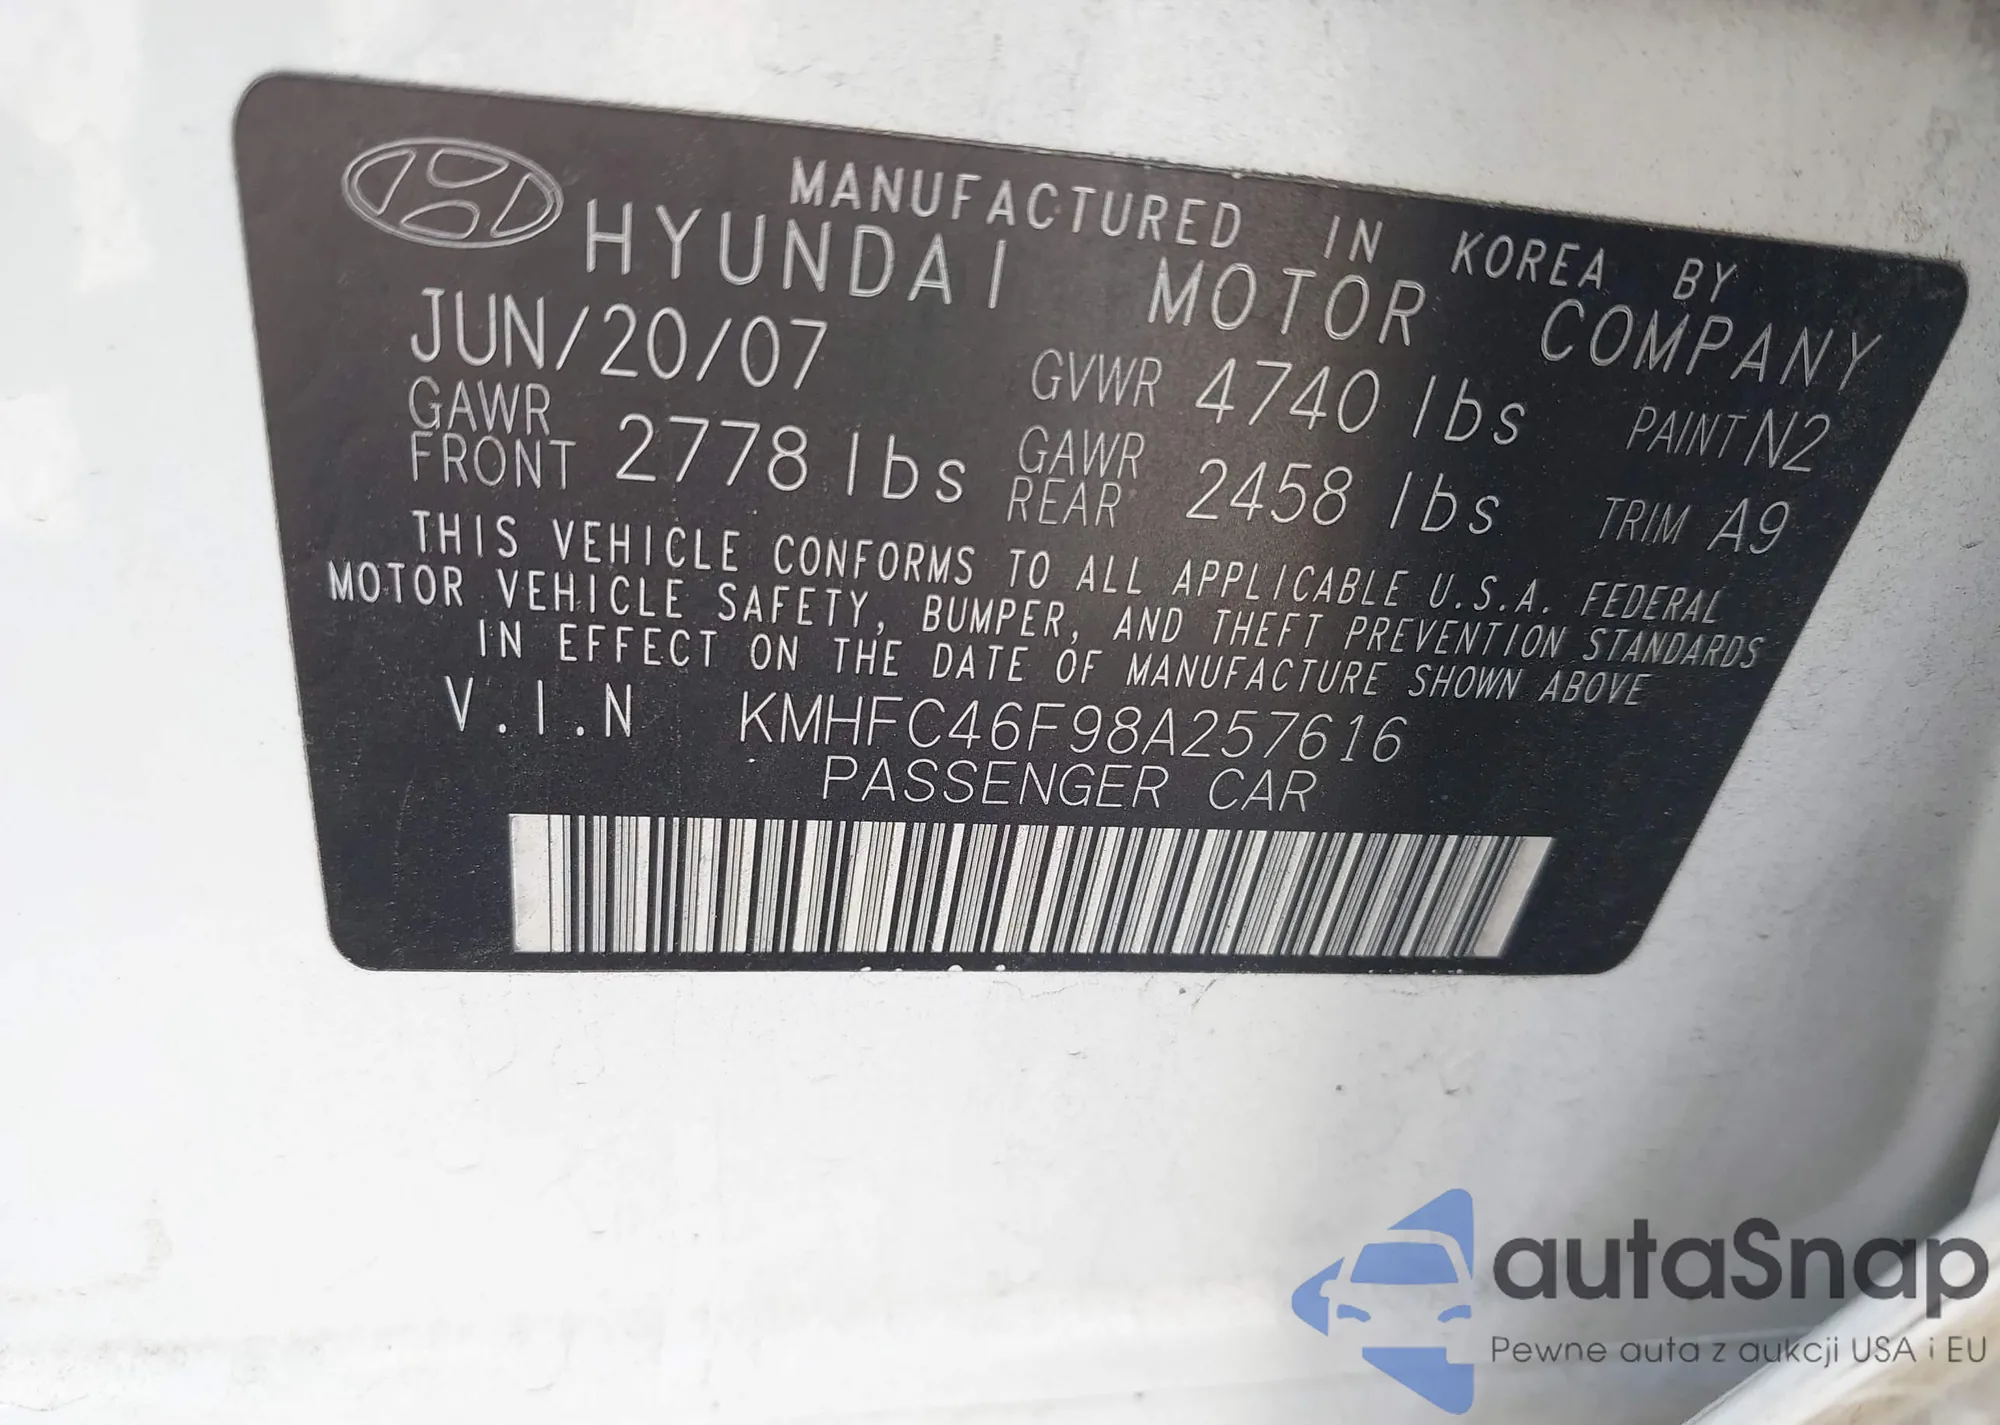 MANUFACTURED IN KOREA BY
HYUNDAI MOTOR COMPANY
JUN/20/07 GVWR 4740 lbs PAINT N2
GAWR FRONT 2778 lbs GAWR REAR 2458 lbs TRIM A9
THIS VEHICLE CONFORMS TO ALL APPLICABLE U.S.A. FEDERAL
MOTOR VEHICLE SAFETY, BUMPER, AND THEFT PREVENTION STANDARDS
IN EFFECT ON THE DATE OF MANUFACTURE SHOWN ABOVE
V.I.N KMHFC46F98A257616
PASSENGER CAR
autaSnap
Pewne auta z aukcji USA i EU